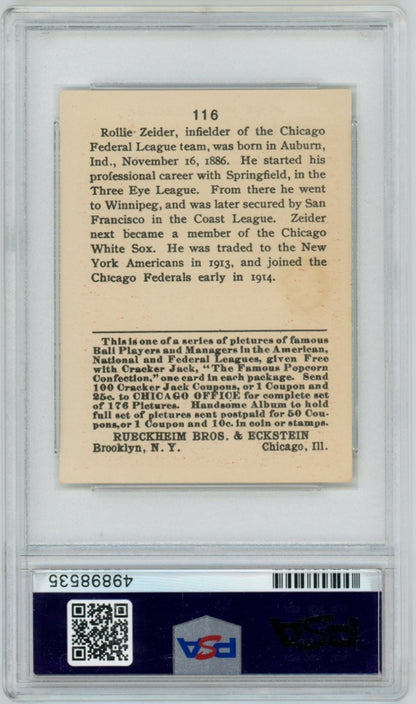 116
Rollie Zeider, infielder of the Chicago
Federal League team, was born in Auburn,
Ind., November 16, 1886. He started his
professional career with Springfield, in the
Three Eye League. From there he went
to Winnipeg, and was later secured by San
Francisco in the Coast League. Zeider
next became a member of the Chicago
White Sox. He was traded to the New
York Americans in 1913, and joined the
Chicago Federals early in 1914.
This is one of a series of pictures of famous
Ball Players and Managers in the American,
National and Federal Leagues, given Free
with Cracker Jack, "The Famous Popcorn
Confection," one card in each package. Send
100 Cracker Jack Coupons, or 1 Coupon and
25c. to CHICAGO OFFICE for complete set
of 176 Pictures. Handsome Album to hold
full set of pictures sent postpaid for 50 Cou-
pons, or 1 Coupon and 10c. in coin or stamps.
RUECKHEIM BROS. & ECKSTEIN
Brooklyn, N. Y. Chicago, Ill.
49898535
PSA
PSA